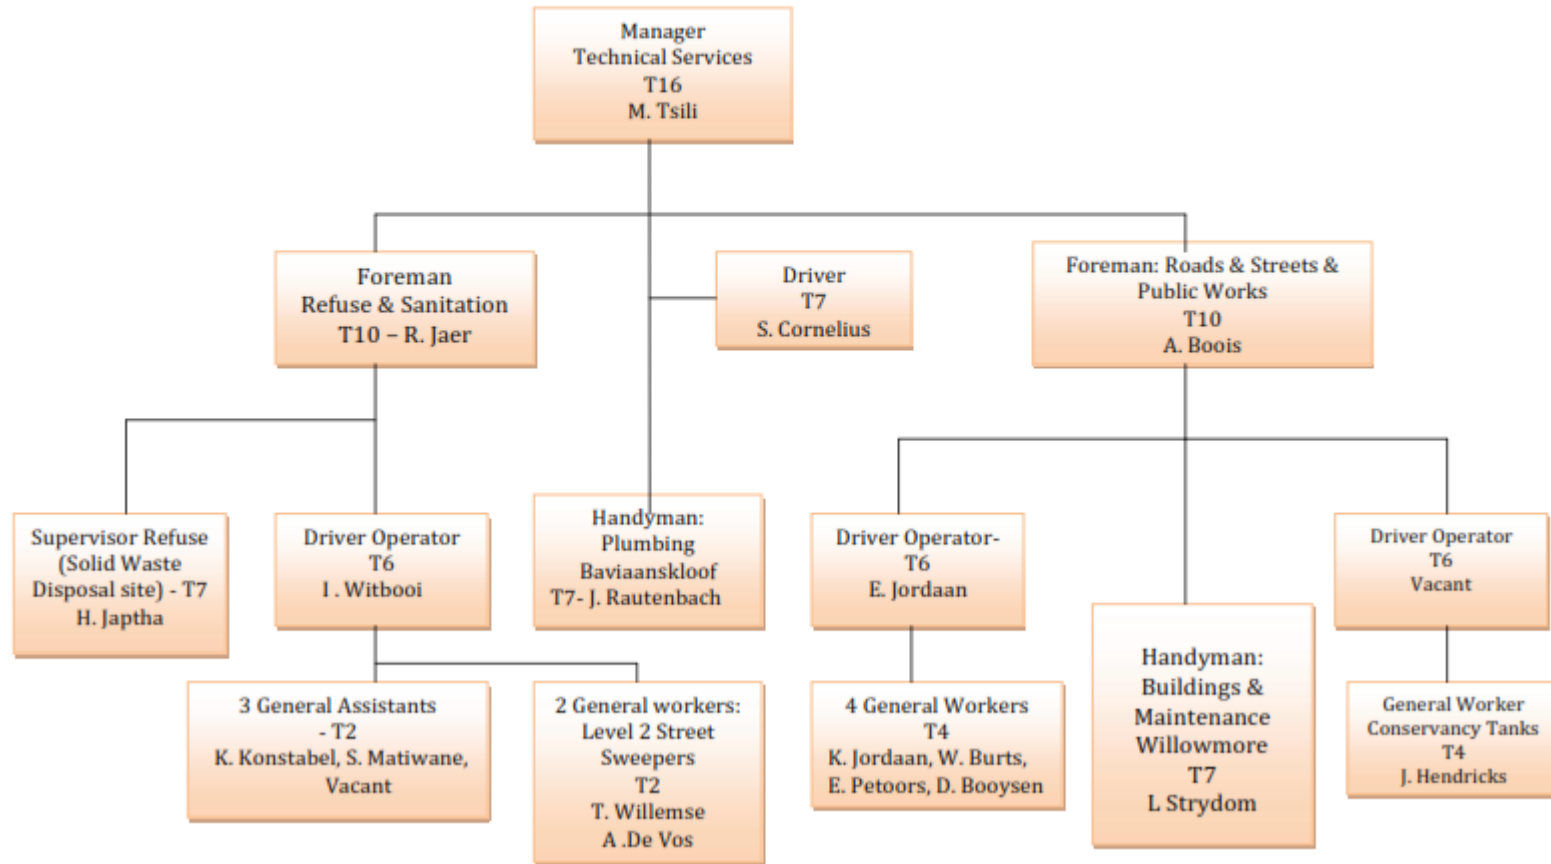 Manager
Technical Services
T16
M. Tsili
Foreman
Refuse & Sanitation
T10 – R. Jaer
Driver
T7
S. Cornelius
Foreman: Roads & Streets &
Public Works
T10
A. Boois
Supervisor Refuse
(Solid Waste
Disposal site) - T7
H. Japtha
Driver Operator
T6
I . Witbooi
Handyman:
Plumbing
Baviaanskloof
T7- J. Rautenbach
Driver Operator-
T6
E. Jordaan
Handyman:
Buildings &
Maintenance
Willowmore
T7
L Strydom
Driver Operator
T6
Vacant
3 General Assistants
- T2
K. Konstabel, S. Matiwane,
Vacant
2 General workers:
Level 2 Street
Sweepers
T2
T. Willemse
A .De Vos
4 General Workers
T4
K. Jordaan, W. Burts,
E. Petoors, D. Booysen
General Worker
Conservancy Tanks
T4
J. Hendricks